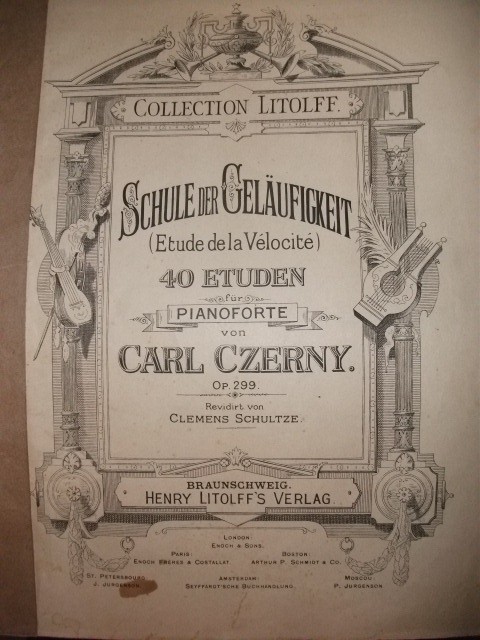 COLLECTION LITOLFF.
SCHULE DER GELÄUFIGKEIT
(Etude de la Vélocité)
40 ETUDEN
für
PIANOFORTE
von
CARL CZERNY.
OP. 299.
Revidirt von
CLEMENS SCHULTZE.
BRAUNSCHWEIG.
HENRY LITOLFF'S VERLAG.
LONDON:
ENOCH & SONS.
PARIS: BOSTON:
ENOCH FRÈRES & COSTALLAT ARTHUR P. SCHMIDT & CO.
ST. PETERSBOURG AMSTERDAM: MOSCOU:
J. JURGENSON SEYFFARDT'SCHE BUCHHANDLUNG. P. JURGENSON